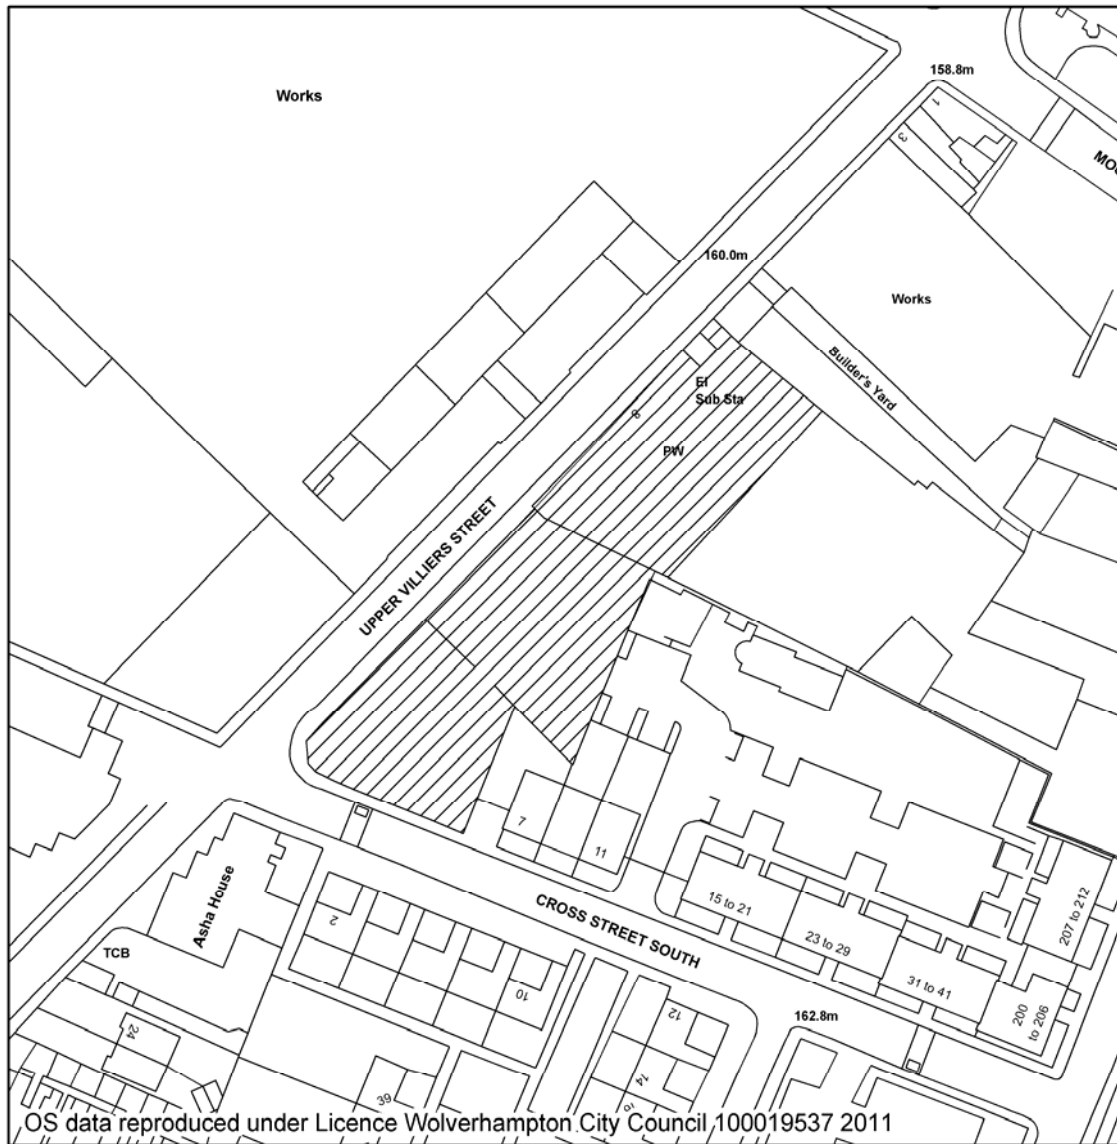 158.8m
Works
1
3
160.0m
Works
El
Sub Sta
Builder's Yard
8
PW
UPPER VILLIERS STREET
7
11
CROSS STREET SOUTH
15 to 21
23 to 29
31 to 41
207 to 212
200
to 206
Asha House
2
10
TCB
24
12
162.8m
14
39
OS data reproduced under Licence Wolverhampton City Council 100019537 2011